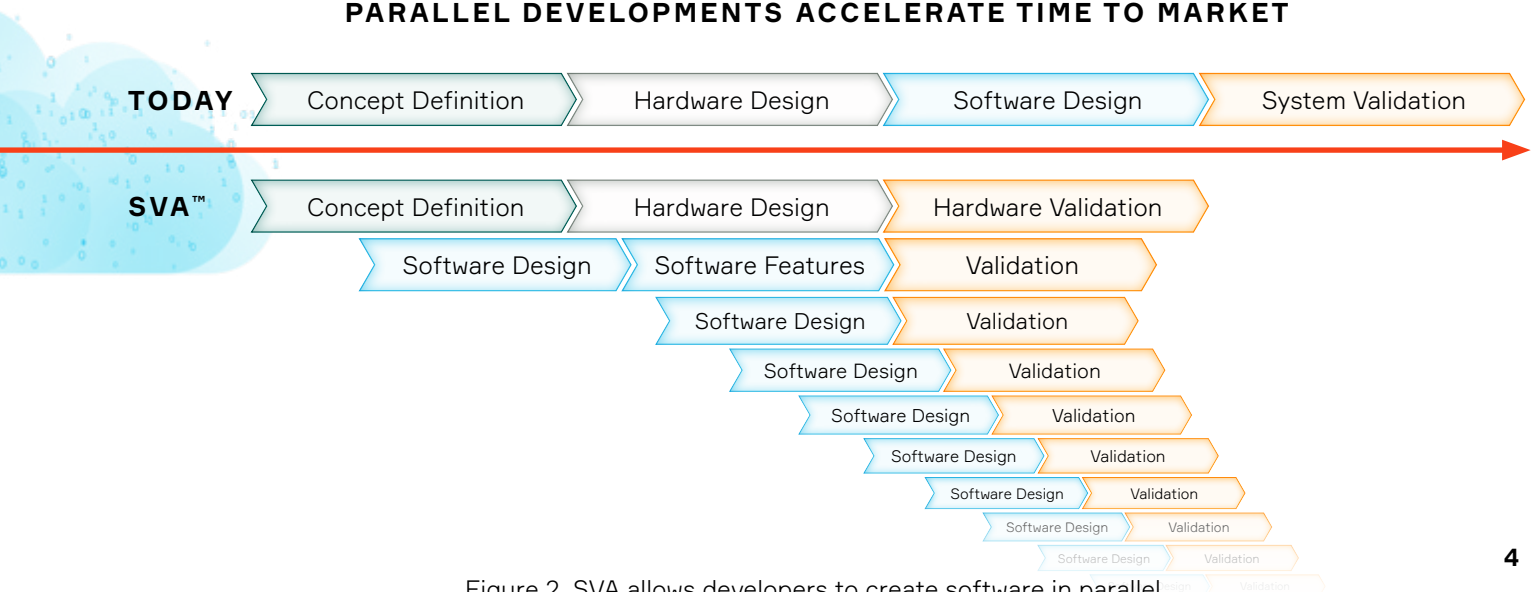 PARALLEL DEVELOPMENTS ACCELERATE TIME TO MARKET
TODAY Concept Definition Hardware Design Software Design System Validation
SVA™ Concept Definition Hardware Design Hardware Validation
Software Design Software Features Validation
Software Design Validation
Software Design Validation
Software Design Validation
Software Design Validation
Software Design Validation
Software Design Validation
Software Design Validation
4
Figure 2. SVA allows developers to create software in parallel
Design Validation